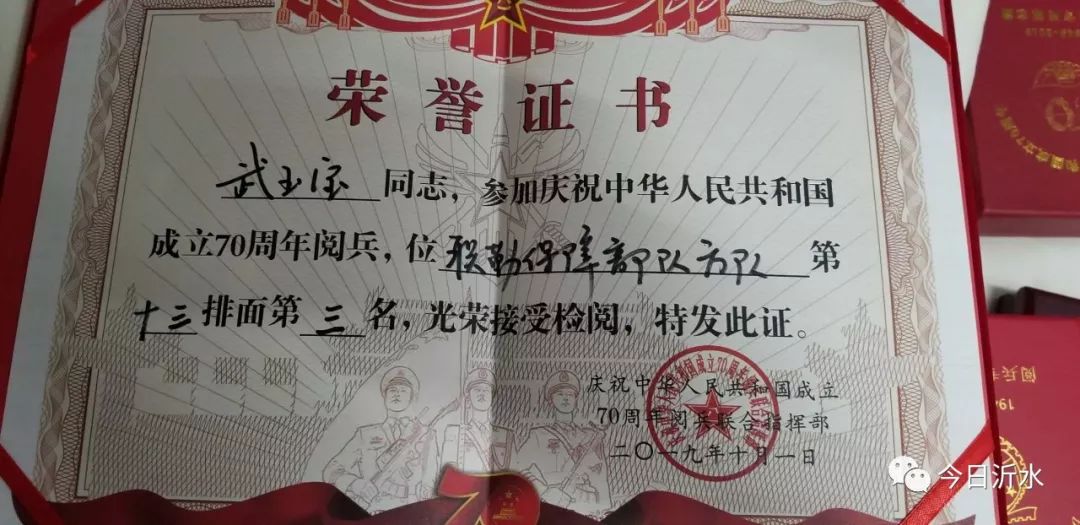 荣誉证书
武玉宝同志，参加庆祝中华人民共和国
成立70周年阅兵，位联勤保障部队方队第
十三排面第三名，光荣接受检阅，特发此证。
庆祝中华人民共和国成立
70周年阅兵联合指挥部
二〇一九年十月一日
今日沂水